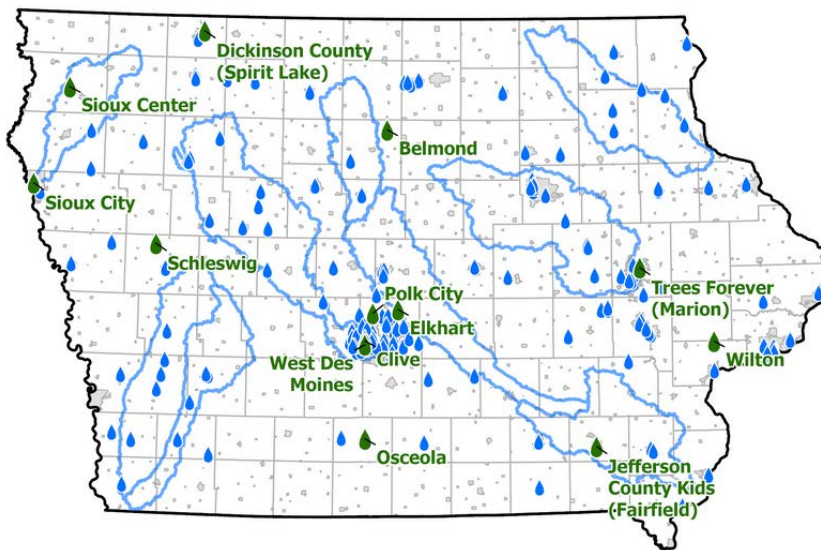 Dickinson County
(Spirit Lake)
Sioux Center
Belmond
Sioux City
Schleswig
Polk City
Trees Forever
(Marion)
Elkhart
West Des
Moines
Clive
Wilton
Osceola
Jefferson
County Kids
(Fairfield)